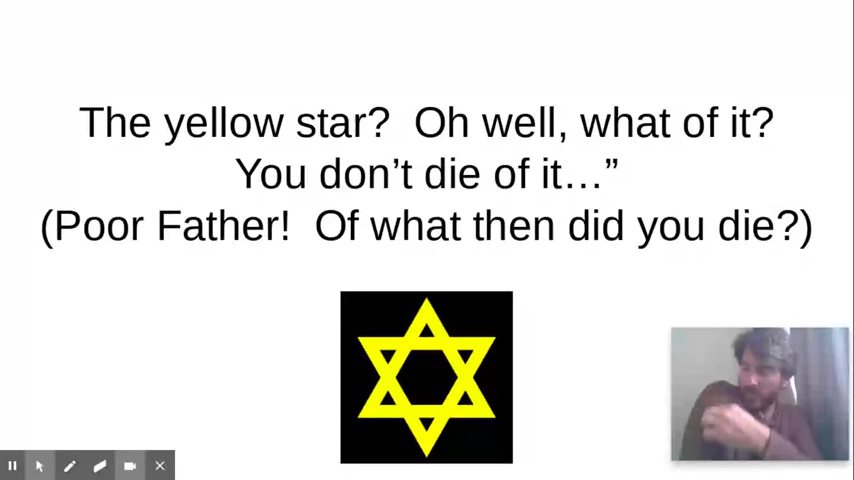 The yellow star?  Oh well, what of it?
You don’t die of it…”
(Poor Father!  Of what then did you die?)